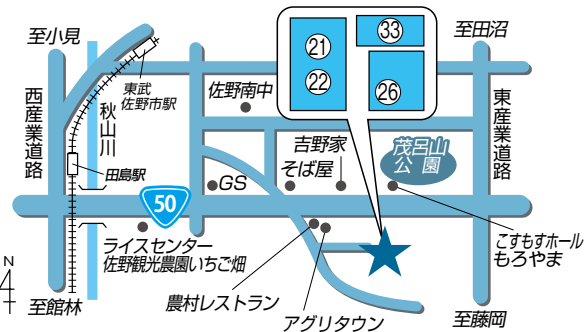 至小見
至田沼
21
22
33
26
東武
佐野市駅
佐野南中
西産業道路
秋山川
東産業道路
吉野家
そば屋
茂呂山
公園
田島駅
GS
50
こすもすホール
もろやま
ライスセンター
佐野観光農園いちご畑
農村レストラン
アグリタウン
N
4
至館林
至藤岡